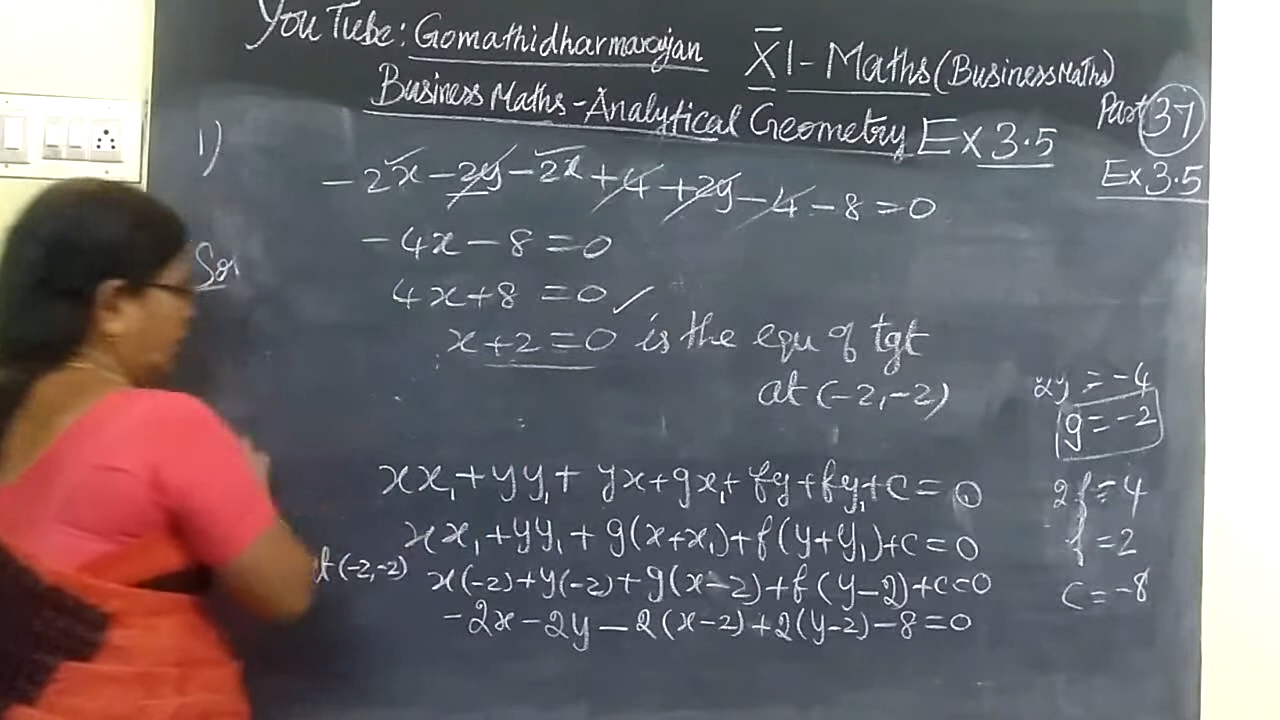 YouTube: Gomathidharmarajan XI - Maths (Business Maths)
Business Maths - Analytical Geometry Ex 3.5
Part 37
Ex 3.5
1)
-2x - 2y - 2x + 4 + 2y - 4 - 8 = 0
Sol
-4x - 8 = 0
4x + 8 = 0 ✓
x + 2 = 0 is the equ of tgt
at (-2, -2)
2g = -4
g = -2
xx₁ + yy₁ + gx + gx₁ + fy + fy₁ + c = 0
2f = 4
xx₁ + yy₁ + g(x + x₁) + f(y + y₁) + c = 0
f = 2
at (-2, -2) x(-2) + y(-2) + g(x - 2) + f(y - 2) + c = 0
c = -8
-2x - 2y - 2(x - 2) + 2(y - 2) - 8 = 0